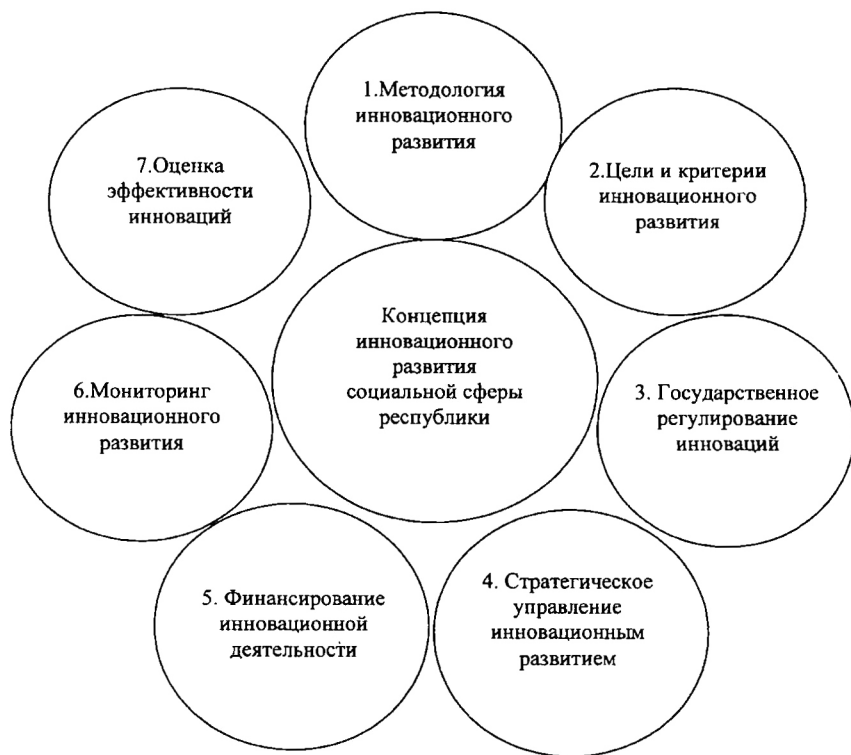 1.Методология
инновационного
развития
2.Цели и критерии
инновационного
развития
3. Государственное
регулирование
инноваций
4. Стратегическое
управление
инновационным
развитием
5. Финансирование
инновационной
деятельности
6.Мониторинг
инновационного
развития
7.Оценка
эффективности
инноваций
Концепция
инновационного
развития
социальной сферы
республики